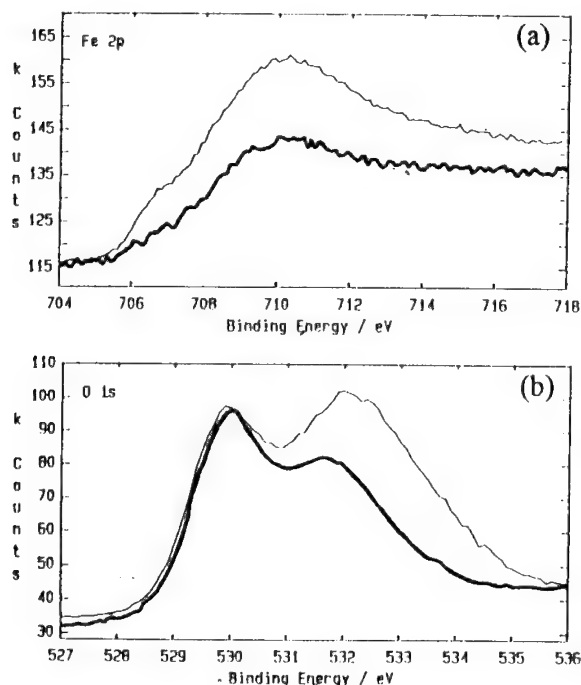 (a)
Fe 2p
k Counts
165
155
145
135
125
115
704 706 708 710 712 714 716 718
Binding Energy / eV
(b)
O 1s
k Counts
110
100
90
80
70
60
50
40
30
527 528 529 530 531 532 533 534 535 536
Binding Energy / eV